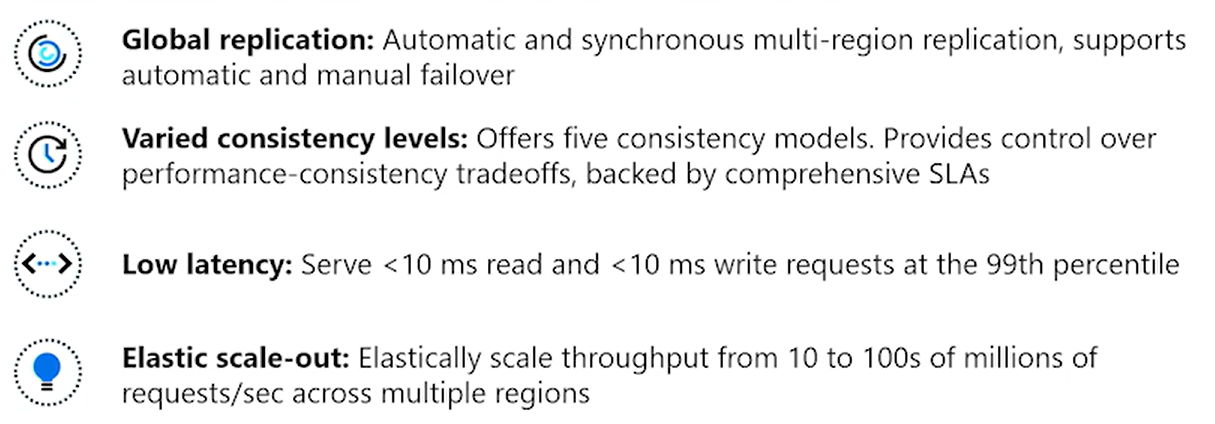 Global replication: Automatic and synchronous multi-region replication, supports
automatic and manual failover
Varied consistency levels: Offers five consistency models. Provides control over
performance-consistency tradeoffs, backed by comprehensive SLAs
Low latency: Serve <10 ms read and <10 ms write requests at the 99th percentile
Elastic scale-out: Elastically scale throughput from 10 to 100s of millions of
requests/sec across multiple regions